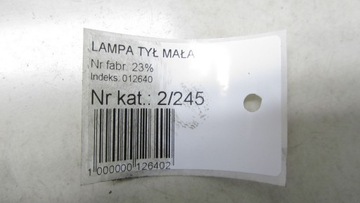 LAMPA TYŁ MAŁA
Nr fabr. 23%
Indeks. 012640
Nr kat.: 2/245
1 000000 126402